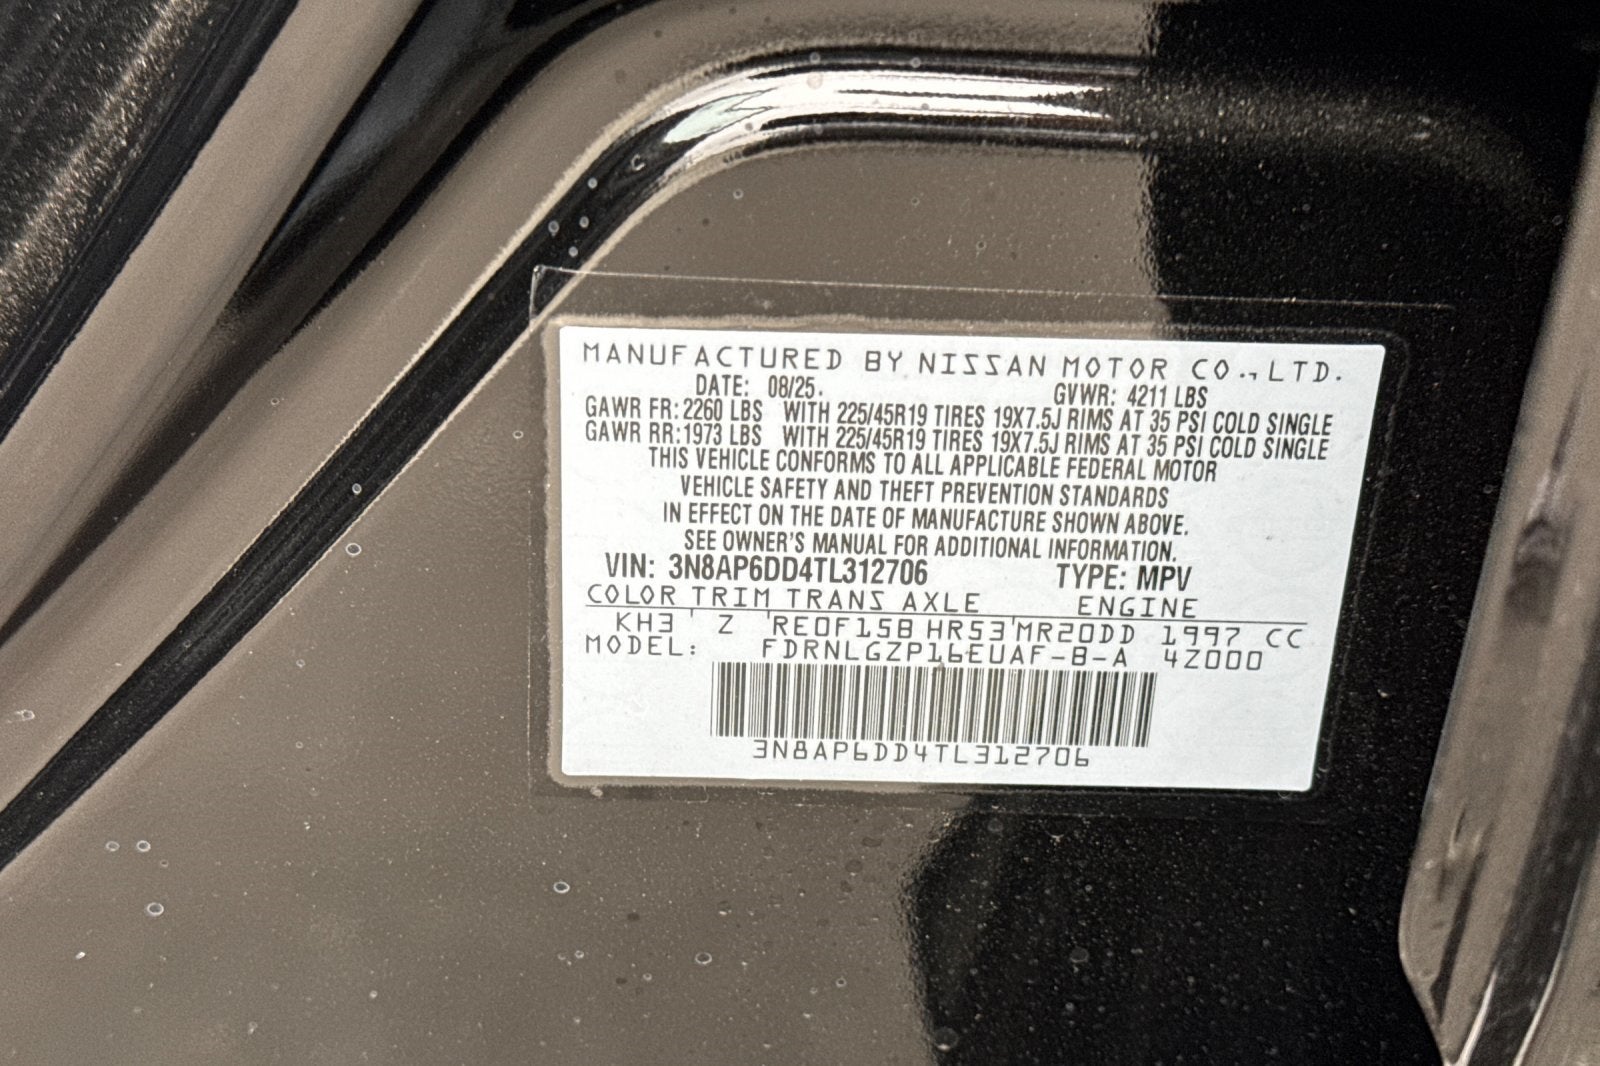 MANUFACTURED BY NISSAN MOTOR CO., LTD.
DATE: 08/25. GVWR: 4211 LBS
GAWR FR: 2260 LBS WITH 225/45R19 TIRES 19X7.5J RIMS AT 35 PSI COLD SINGLE
GAWR RR: 1973 LBS WITH 225/45R19 TIRES 19X7.5J RIMS AT 35 PSI COLD SINGLE
THIS VEHICLE CONFORMS TO ALL APPLICABLE FEDERAL MOTOR
VEHICLE SAFETY AND THEFT PREVENTION STANDARDS
IN EFFECT ON THE DATE OF MANUFACTURE SHOWN ABOVE.
SEE OWNER'S MANUAL FOR ADDITIONAL INFORMATION.
VIN: 3N8AP6DD4TL312706 TYPE: MPV
COLOR TRIM TRANS AXLE ENGINE
KH3 Z RE0F15B HR53 MR20DD 1997 CC
MODEL: FDRNLGZP16EUAF-B-A 4Z000
3N8AP6DD4TL312706